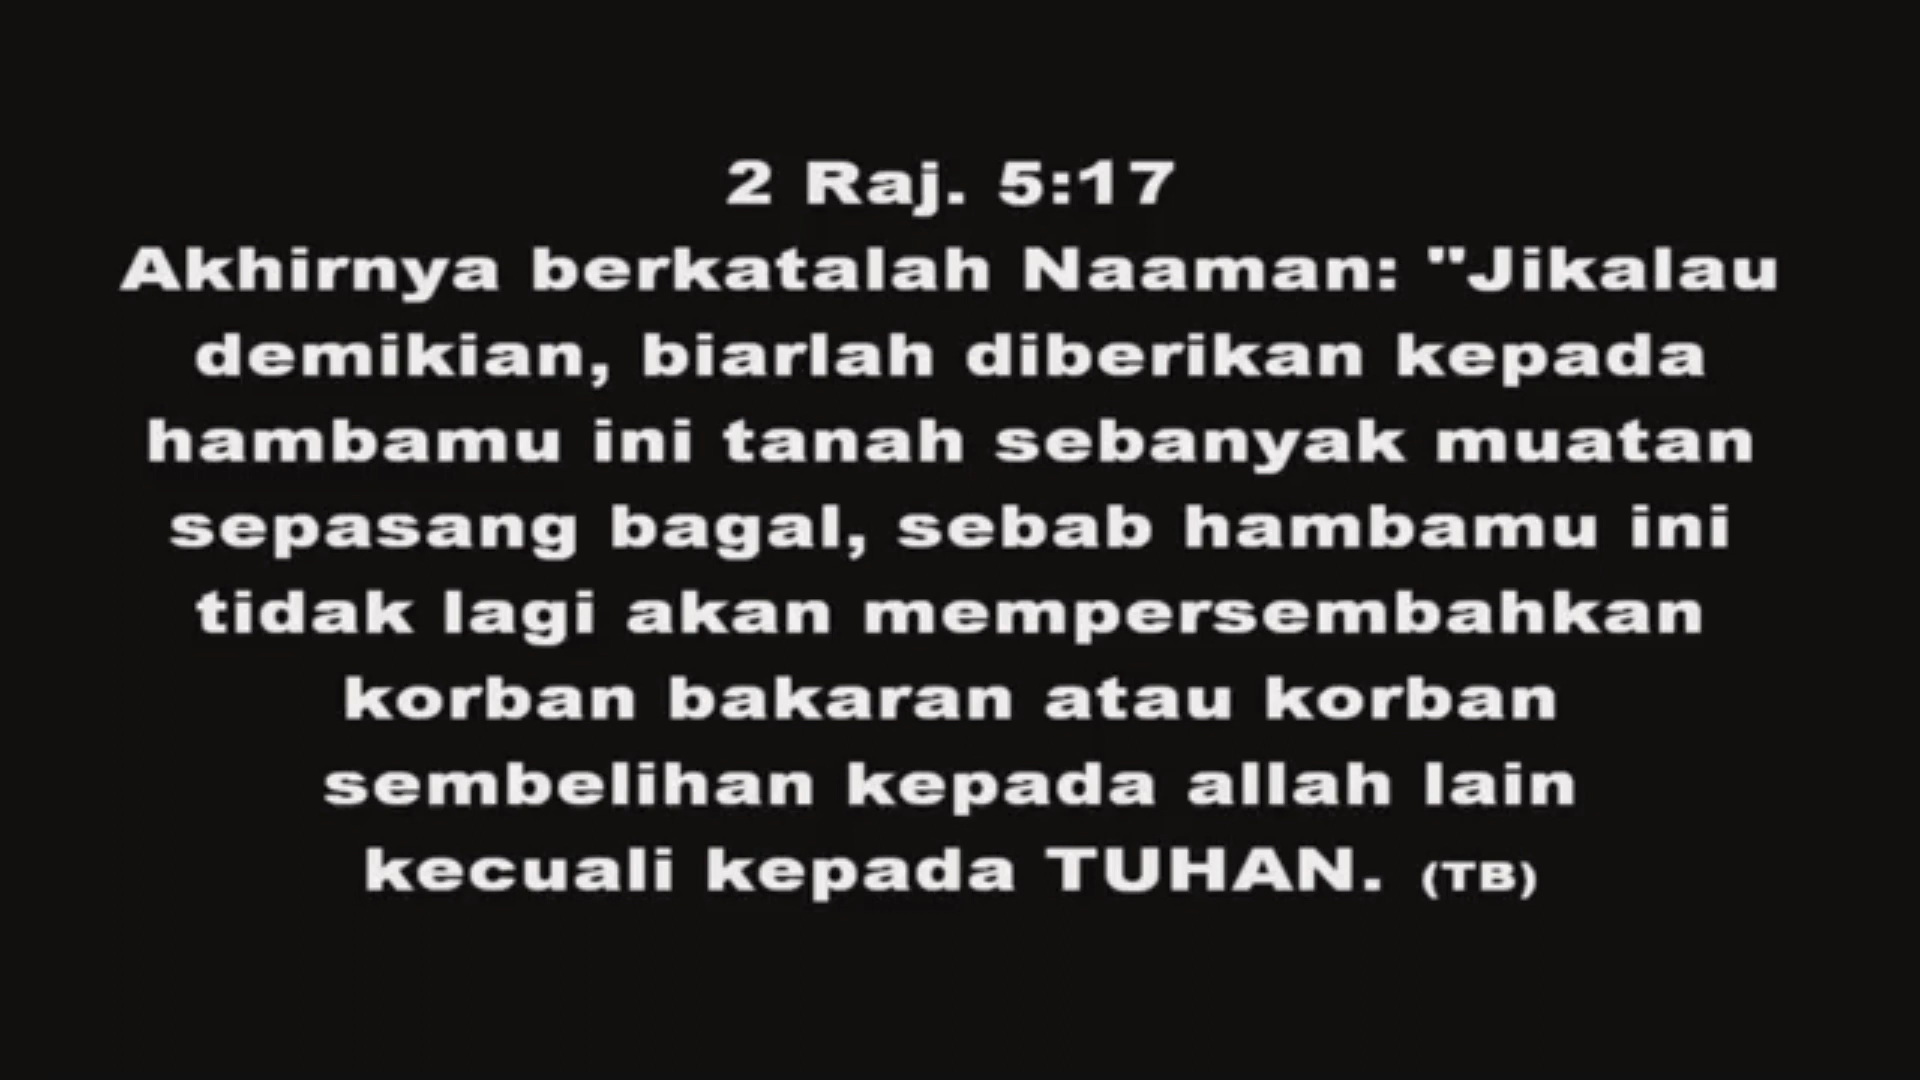 2 Raj. 5:17
Akhirnya berkatalah Naaman: "Jikalau
demikian, biarlah diberikan kepada
hambamu ini tanah sebanyak muatan
sepasang bagal, sebab hambamu ini
tidak lagi akan mempersembahkan
korban bakaran atau korban
sembelihan kepada allah lain
kecuali kepada TUHAN. (TB)